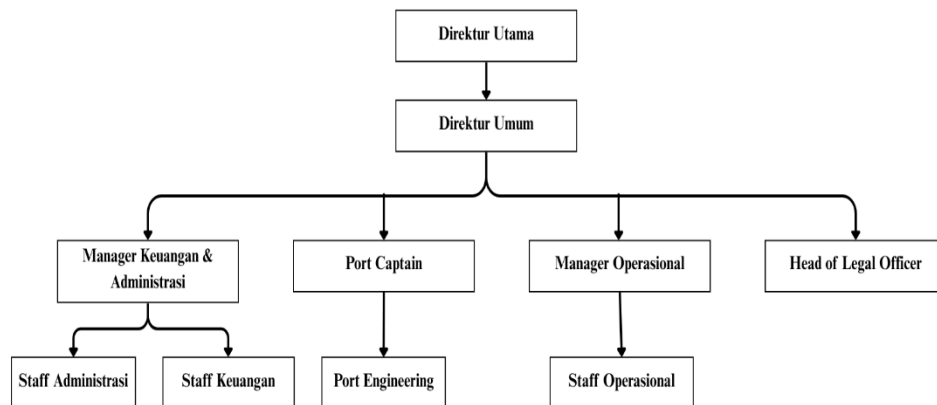 Direktur Utama
Direktur Umum
Manager Keuangan &
Administrasi
Port Captain
Manager Operasional
Head of Legal Officer
Staff Administrasi
Staff Keuangan
Port Engineering
Staff Operasional